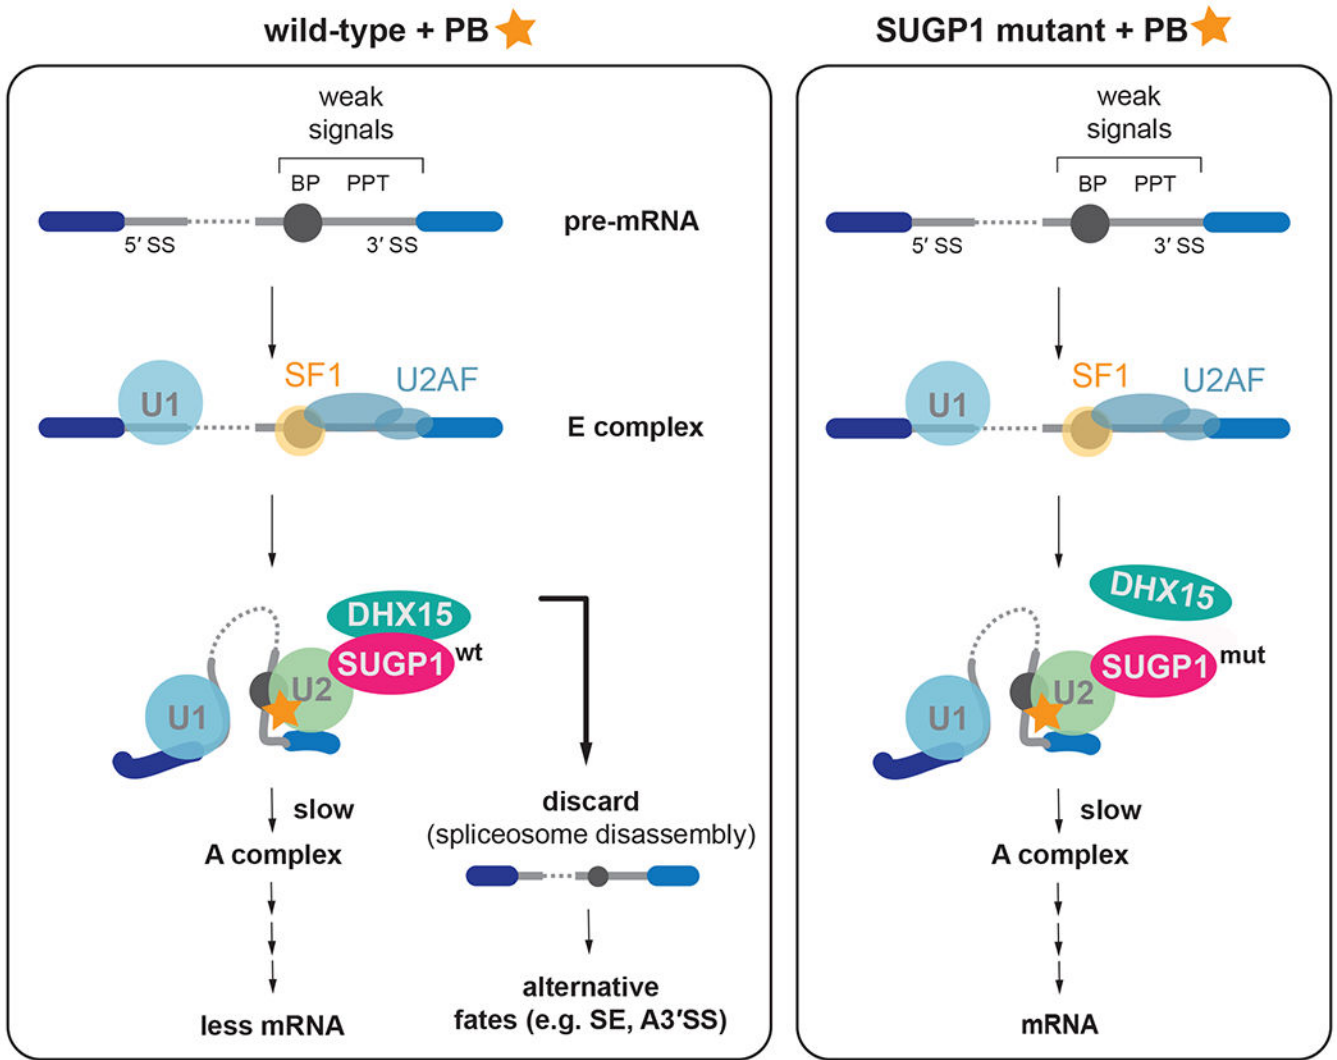 wild-type + PB
weak
signals
BP PPT
pre-mRNA
5′ SS
3′ SS
SF1
U2AF
U1
E complex
DHX15
SUGP1 wt
U2
U1
slow
A complex
less mRNA
discard
(spliceosome disassembly)
alternative
fates (e.g. SE, A3′SS)
SUGP1 mutant + PB
weak
signals
BP PPT
5′ SS
3′ SS
SF1
U2AF
U1
DHX15
SUGP1 mut
U2
U1
slow
A complex
mRNA